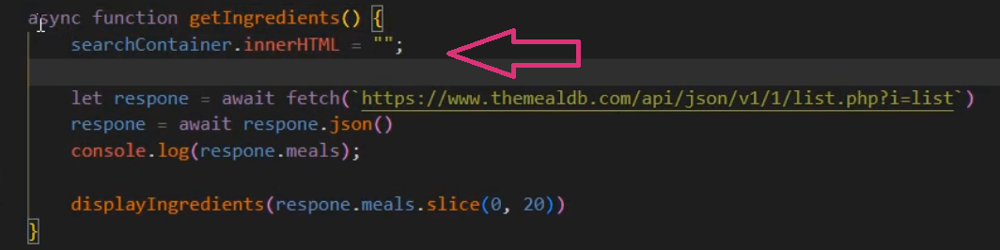 async function getIngredients() {
searchContainer.innerHTML = "";
let respone = await fetch(`https://www.themealdb.com/api/json/v1/1/list.php?i=list`)
respone = await respone.json()
console.log(respone.meals);
displayIngredients(respone.meals.slice(0, 20))
}